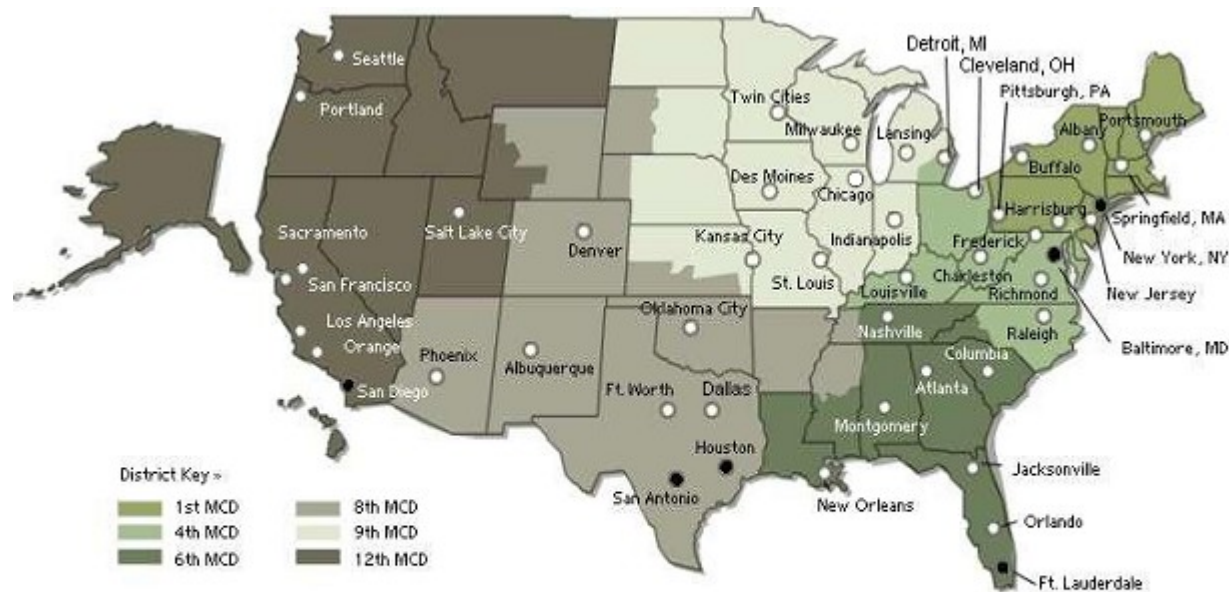 Detroit, MI
Cleveland, OH
Pittsburgh, PA
Seattle
Portland
Twin Cities
Milwaukee
Lansing
Albany
Portsmouth
Buffalo
Des Moines
Chicago
Harrisburg
Springfield, MA
Sacramento
Salt Lake City
Denver
Kansas City
Indianapolis
Frederick
New York, NY
San Francisco
St. Louis
Louisville
Charleston
Richmond
New Jersey
Los Angeles
Orange
Oklahoma City
Nashville
Raleigh
Baltimore, MD
Phoenix
Albuquerque
Columbia
Atlanta
San Diego
Ft. Worth
Dallas
Montgomery
Houston
San Antonio
New Orleans
Jacksonville
Orlando
Ft. Lauderdale
District Key »
1st MCD
4th MCD
6th MCD
8th MCD
9th MCD
12th MCD